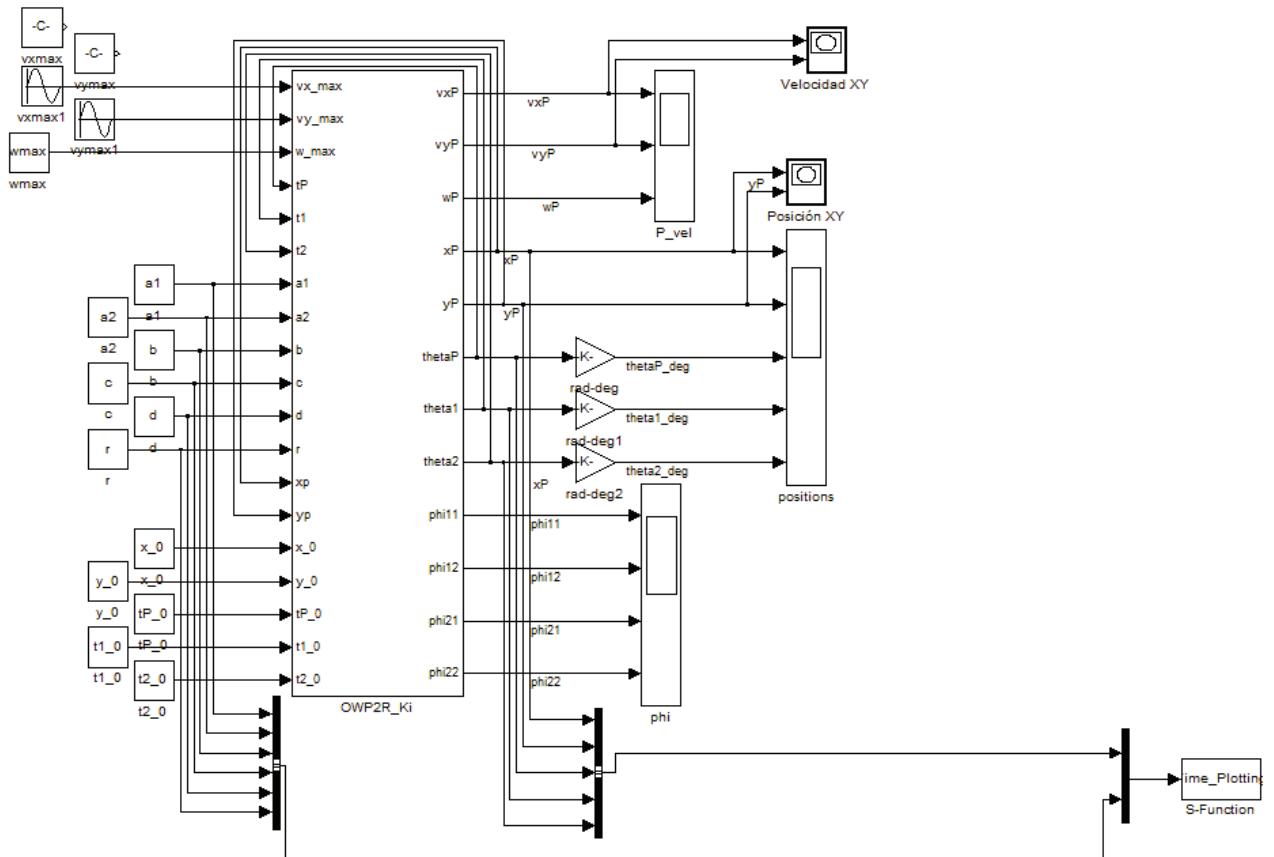 -C-
vxmax
-C-
vymax
vxmax1
vymax1
wmax
wmax
a1
a1
a2
a2
b
b
c
c
d
d
r
r
x_0
x_0
y_0
y_0
tP_0
tP_0
t1_0
t1_0
t2_0
t2_0
vx_max
vy_max
w_max
tP
t1
t2
a1
a2
b
c
d
r
xp
yp
x_0
y_0
tP_0
t1_0
t2_0
vxP
vyP
wP
xP
yP
thetaP
theta1
theta2
phi11
phi12
phi21
phi22
OWP2R_Ki
vxP
vyP
wP
xP
yP
xP
phi11
phi12
phi21
phi22
K-
rad-deg
K-
rad-deg1
K-
rad-deg2
thetaP_deg
theta1_deg
theta2_deg
P_vel
Velocidad XY
yP
Posición XY
positions
phi
ime_Plotting
S-Function